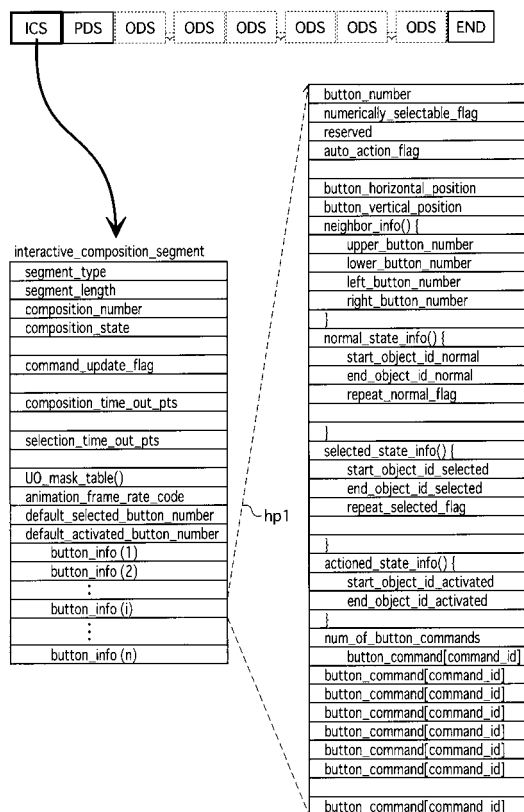 ICS PDS ODS ODS ODS ODS ODS ODS END
interactive_composition_segment
segment_type
segment_length
composition_number
composition_state
command_update_flag
composition_time_out_pts
selection_time_out_pts
UO_mask_table()
animation_frame_rate_code
default_selected_button_number
default_activated_button_number
button_info (1)
button_info (2)
⋮
button_info (i)
⋮
button_info (n)
hp1
button_number
numerically_selectable_flag
reserved
auto_action_flag
button_horizontal_position
button_vertical_position
neighbor_info() {
upper_button_number
lower_button_number
left_button_number
right_button_number
}
normal_state_info() {
start_object_id_normal
end_object_id_normal
repeat_normal_flag
}
selected_state_info() {
start_object_id_selected
end_object_id_selected
repeat_selected_flag
}
actioned_state_info() {
start_object_id_activated
end_object_id_activated
}
num_of_button_commands
button_command[command_id]
button_command[command_id]
button_command[command_id]
button_command[command_id]
button_command[command_id]
button_command[command_id]
button_command[command_id]
button_command[command_id]